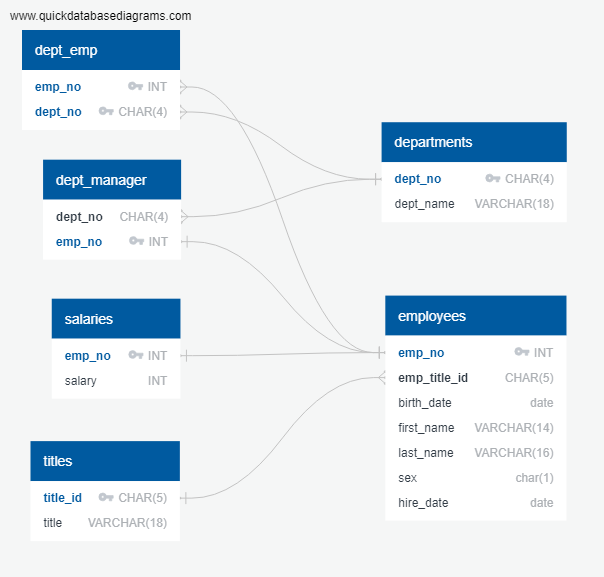 www.quickdatabasediagrams.com
dept_emp
emp_no INT
dept_no CHAR(4)
dept_manager
dept_no CHAR(4)
emp_no INT
salaries
emp_no INT
salary INT
titles
title_id CHAR(5)
title VARCHAR(18)
departments
dept_no CHAR(4)
dept_name VARCHAR(18)
employees
emp_no INT
emp_title_id CHAR(5)
birth_date date
first_name VARCHAR(14)
last_name VARCHAR(16)
sex char(1)
hire_date date